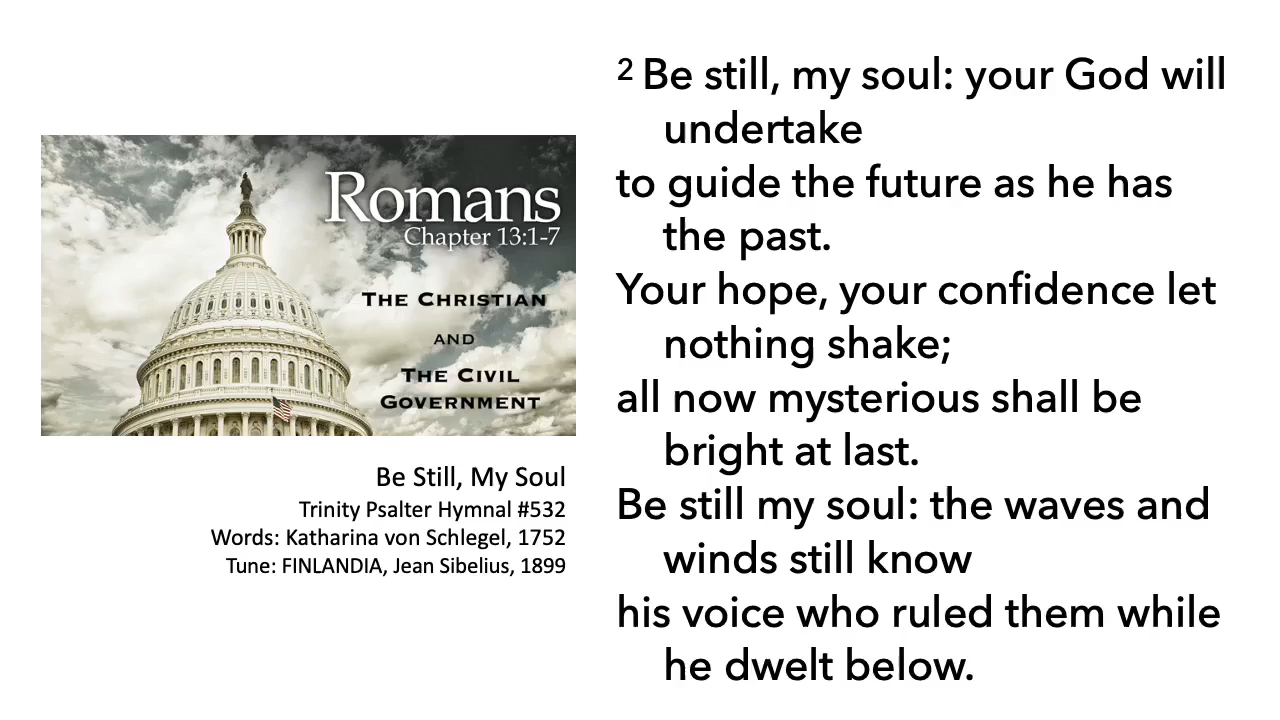 Romans
Chapter 13:1-7
The Christian
and
The Civil
Government
Be Still, My Soul
Trinity Psalter Hymnal #532
Words: Katharina von Schlegel, 1752
Tune: FINLANDIA, Jean Sibelius, 1899
2 Be still, my soul: your God will
undertake
to guide the future as he has
the past.
Your hope, your confidence let
nothing shake;
all now mysterious shall be
bright at last.
Be still my soul: the waves and
winds still know
his voice who ruled them while
he dwelt below.